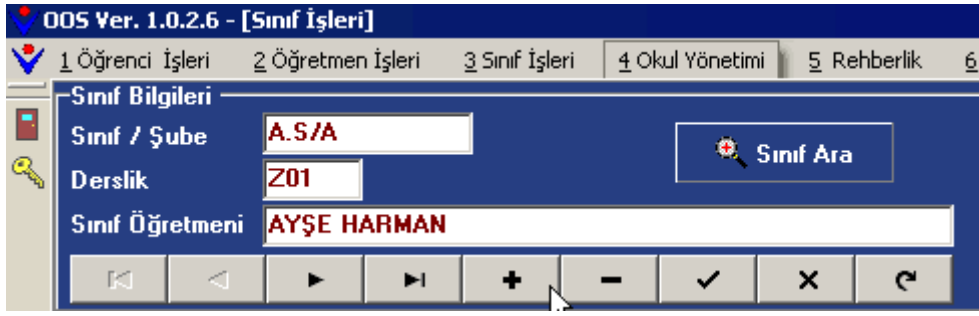 OOS Ver. 1.0.2.6 - [Sınıf İşleri]
1 Öğrenci İşleri 2 Öğretmen İşleri 3 Sınıf İşleri 4 Okul Yönetimi 5 Rehberlik 6
Sınıf Bilgileri
Sınıf / Şube A.S/A
Sınıf Ara
Derslik Z01
Sınıf Öğretmeni AYŞE HARMAN